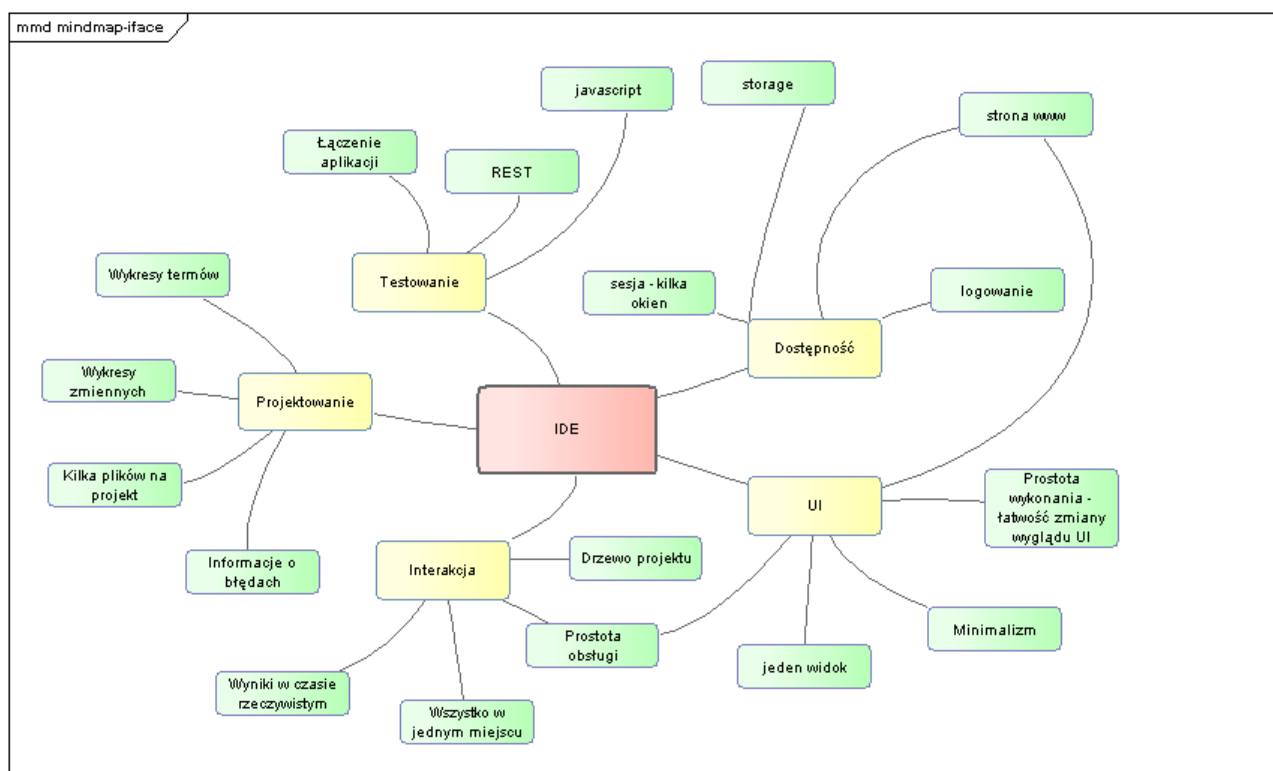 mmd mindmap-iface
javascript
storage
strona www
Łączenie
aplikacji
REST
Wykresy termów
Testowanie
sesja - kilka
okien
logowanie
Dostępność
Wykresy
zmiennych
Projektowanie
IDE
Kilka plików na
projekt
UI
Prostota
wykonania -
łatwość zmiany
wyglądu UI
Informacje o
błędach
Interakcja
Drzewo projektu
Prostota
obsługi
Minimalizm
jeden widok
Wyniki w czasie
rzeczywistym
Wszystko w
jednym miejscu